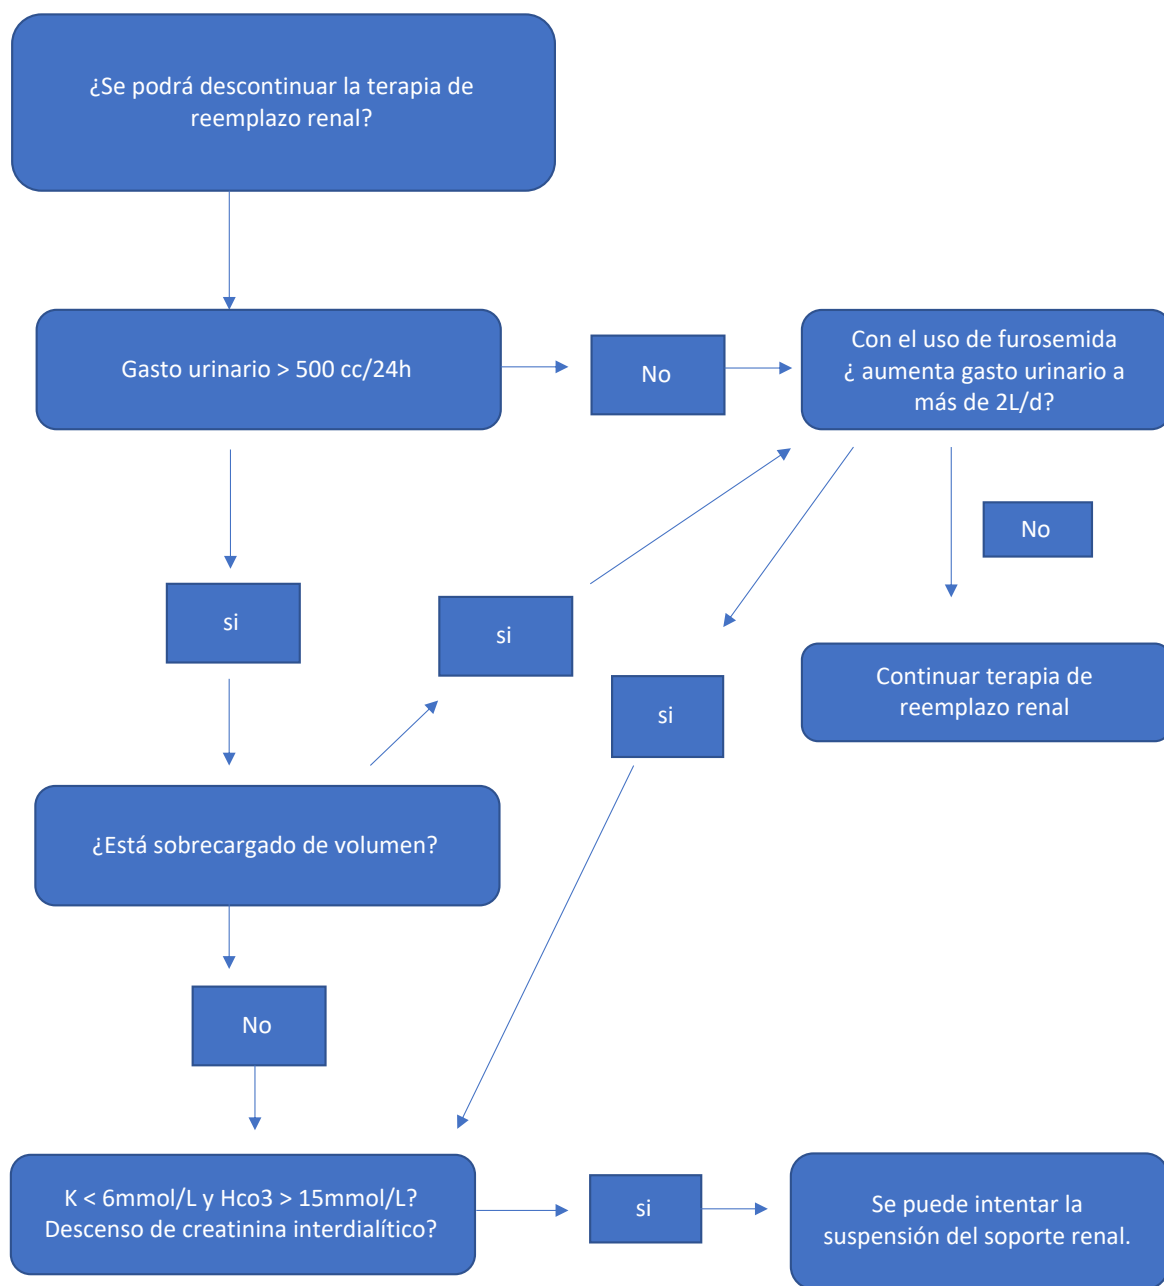 ¿Se podrá descontinuar la terapia de
reemplazo renal?
Gasto urinario > 500 cc/24h
No
Con el uso de furosemida
¿ aumenta gasto urinario a
más de 2L/d?
No
si
si
si
Continuar terapia de
reemplazo renal
¿Está sobrecargado de volumen?
No
K < 6mmol/L y Hco3 > 15mmol/L?
Descenso de creatinina interdialítico?
si
Se puede intentar la
suspensión del soporte renal.